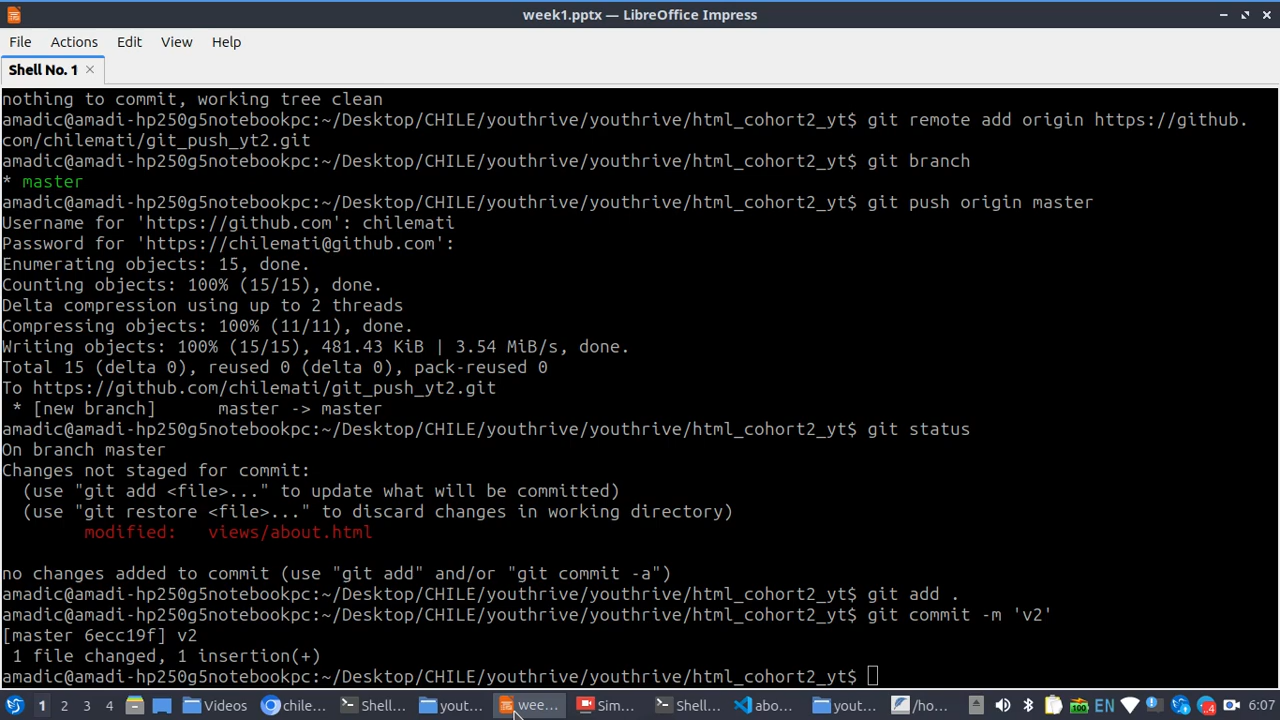 week1.pptx — LibreOffice Impress
File Actions Edit View Help
Shell No. 1
nothing to commit, working tree clean
amadic@amadi-hp250g5notebookpc:~/Desktop/CHILE/youthrive/youthrive/html_cohort2_yt$ git remote add origin https://github.
com/chilemati/git_push_yt2.git
amadic@amadi-hp250g5notebookpc:~/Desktop/CHILE/youthrive/youthrive/html_cohort2_yt$ git branch
* master
amadic@amadi-hp250g5notebookpc:~/Desktop/CHILE/youthrive/youthrive/html_cohort2_yt$ git push origin master
Username for 'https://github.com': chilemati
Password for 'https://chilemati@github.com':
Enumerating objects: 15, done.
Counting objects: 100% (15/15), done.
Delta compression using up to 2 threads
Compressing objects: 100% (11/11), done.
Writing objects: 100% (15/15), 481.43 KiB | 3.54 MiB/s, done.
Total 15 (delta 0), reused 0 (delta 0), pack-reused 0
To https://github.com/chilemati/git_push_yt2.git
* [new branch]      master -> master
amadic@amadi-hp250g5notebookpc:~/Desktop/CHILE/youthrive/youthrive/html_cohort2_yt$ git status
On branch master
Changes not staged for commit:
(use "git add <file>..." to update what will be committed)
(use "git restore <file>..." to discard changes in working directory)
modified:   views/about.html
no changes added to commit (use "git add" and/or "git commit -a")
amadic@amadi-hp250g5notebookpc:~/Desktop/CHILE/youthrive/youthrive/html_cohort2_yt$ git add .
amadic@amadi-hp250g5notebookpc:~/Desktop/CHILE/youthrive/youthrive/html_cohort2_yt$ git commit -m 'v2'
[master 6ecc19f] v2
1 file changed, 1 insertion(+)
amadic@amadi-hp250g5notebookpc:~/Desktop/CHILE/youthrive/youthrive/html_cohort2_yt$
1 2 3 4 Videos chile... Shell... yout... wee... Sim... Shell... abo... yout... /ho... 100 EN ...4 6:07